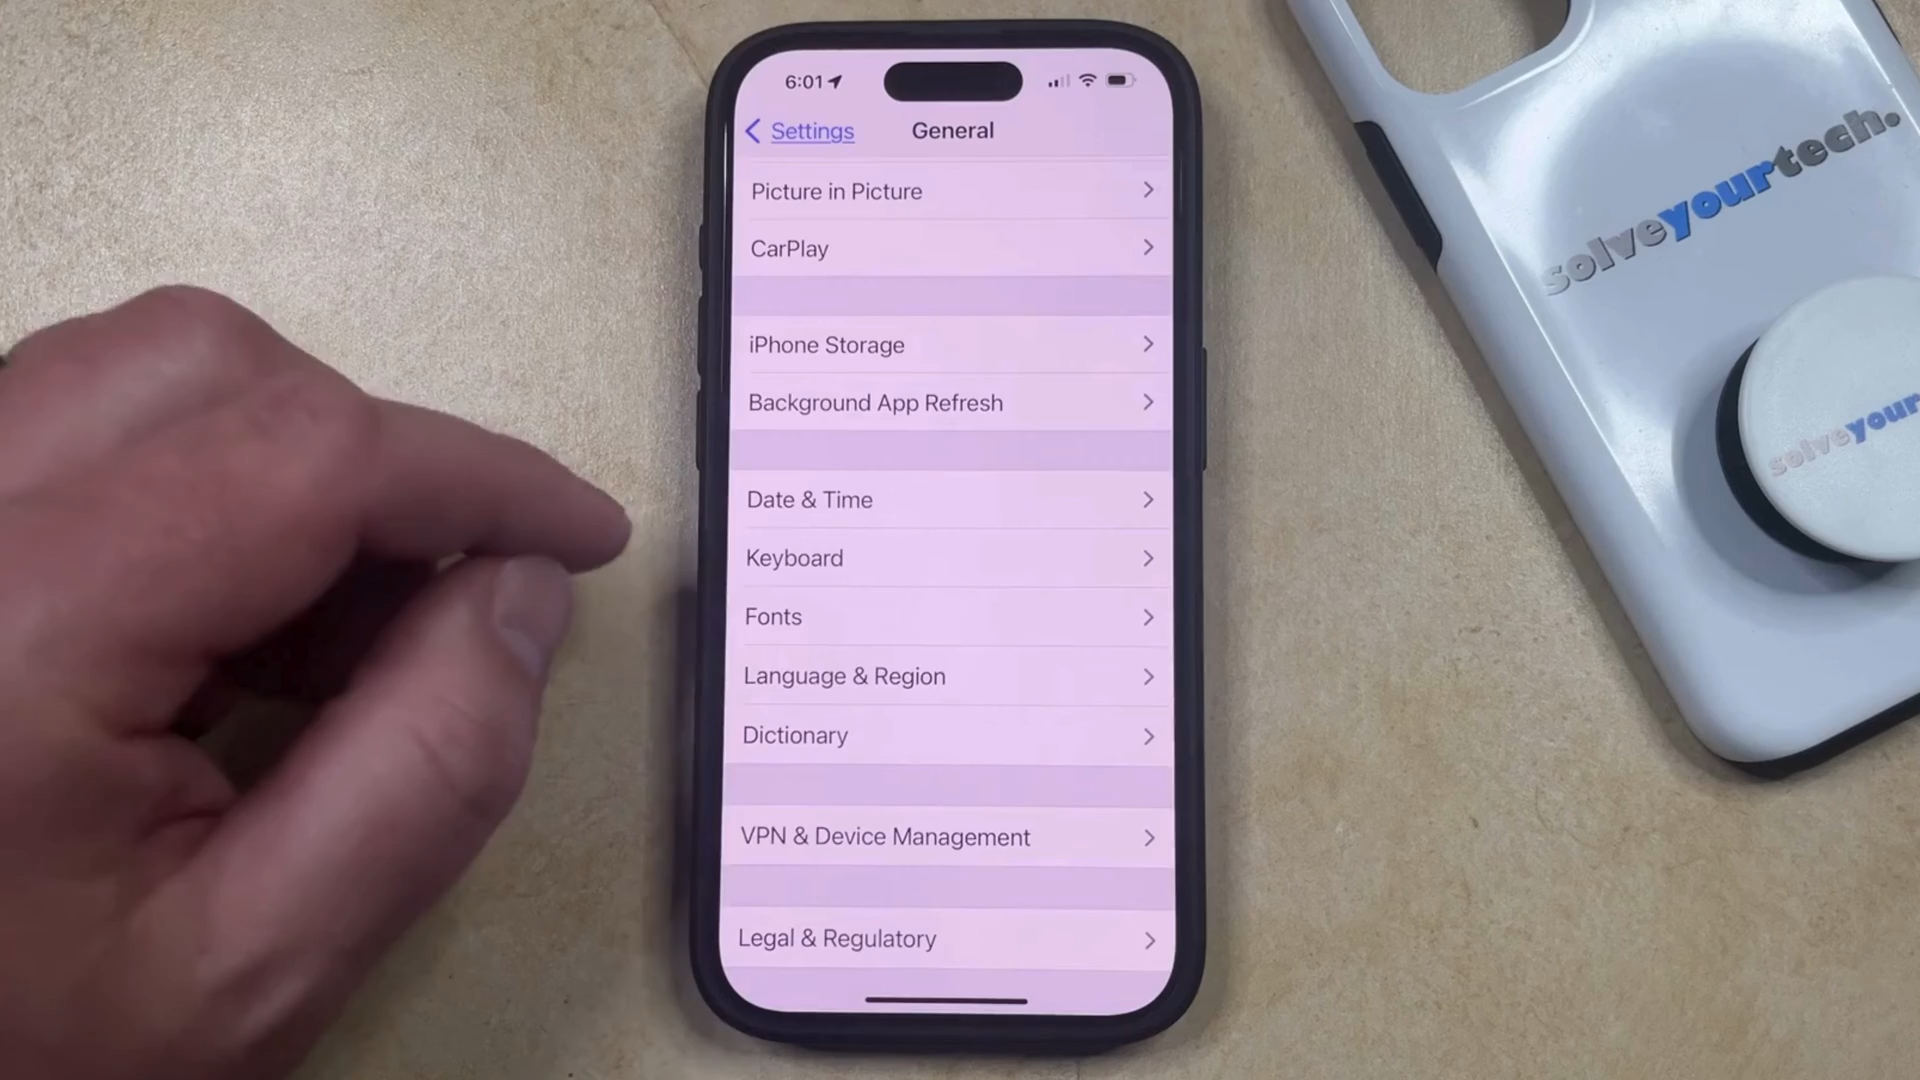 6:01
Settings
General
Picture in Picture
CarPlay
iPhone Storage
Background App Refresh
Date & Time
Keyboard
Fonts
Language & Region
Dictionary
VPN & Device Management
Legal & Regulatory
solveyourtech.
solveyour